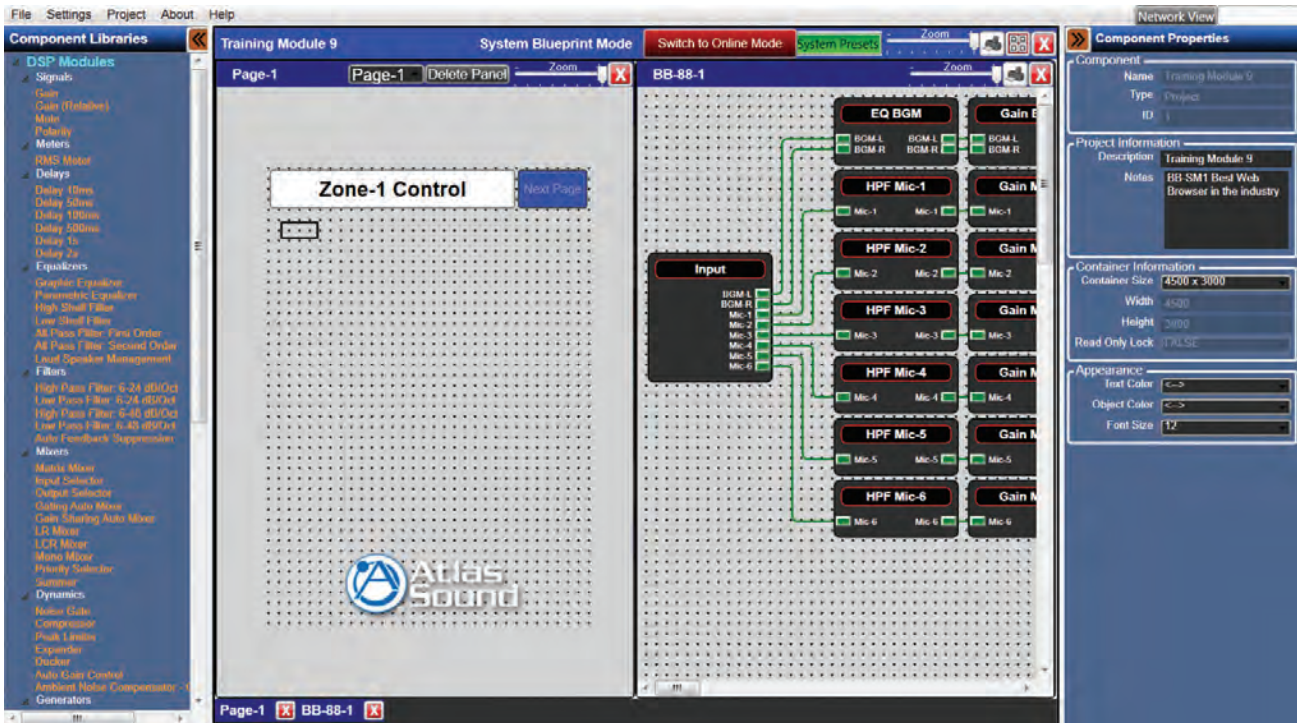 File Settings Project About Help
Network View
Component Libraries
DSP Modules
Signals
Gain
Gain (Relative)
Mute
Polarity
Meters
RMS Meter
Delays
Delay 10ms
Delay 50ms
Delay 100ms
Delay 500ms
Delay 1s
Delay 2s
Equalizers
Graphic Equalizer
Parametric Equalizer
High Shelf Filter
Low Shelf Filter
All Pass Filter: First Order
All Pass Filter: Second Order
Loud Speaker Management
Filters
High Pass Filter: 6-24 dB/Oct
Low Pass Filter: 6-24 dB/Oct
High Pass Filter: 6-48 dB/Oct
Low Pass Filter: 6-48 dB/Oct
Auto Feedback Suppression
Mixers
Matrix Mixer
Input Selector
Output Selector
Gating Auto Mixer
Gain Sharing Auto Mixer
LR Mixer
LCR Mixer
Mono Mixer
Priority Selector
Summer
Dynamics
Noise Gate
Compressor
Peak Limiter
Expander
Ducker
Auto Gain Control
Ambient Noise Compensator -
Generators
Training Module 9 System Blueprint Mode Switch to Online Mode System Presets Zoom X
Page-1 Page-1 Delete Panel Zoom X
Zone-1 Control Next Page
Atlas
Sound
BB-88-1 Zoom X
Input
BGM-L
BGM-R
Mic-1
Mic-2
Mic-3
Mic-4
Mic-5
Mic-6
EQ BGM Gain
BGM-L BGM-L BGM-L
BGM-R BGM-R BGM-R
HPF Mic-1 Gain
Mic-1 Mic-1 Mic-1
HPF Mic-2 Gain
Mic-2 Mic-2 Mic-2
HPF Mic-3 Gain
Mic-3 Mic-3 Mic-3
HPF Mic-4 Gain
Mic-4 Mic-4 Mic-4
HPF Mic-5 Gain
Mic-5 Mic-5 Mic-5
HPF Mic-6 Gain
Mic-6 Mic-6 Mic-6
Page-1 X BB-88-1 X
Component Properties
Component
Name Training Module 9
Type Project
ID 1
Project Information
Description Training Module 9
Notes BB-SM1 Best Web
Browser in the industry
Container Information
Container Size 4500 x 3000
Width 4500
Height 3000
Read Only Lock FALSE
Appearance
Text Color <-->
Object Color <-->
Font Size 12